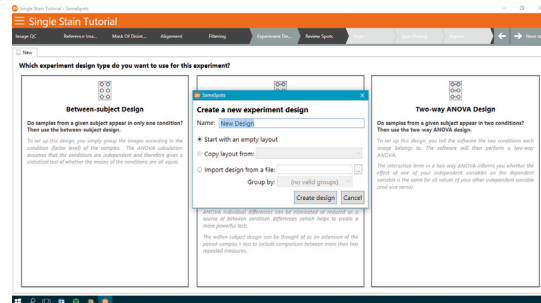 Single Stain Tutorial - SameSpots
Single Stain Tutorial
Image QC
Reference Ima...
Mask Of Disint...
Alignment
Filtering
Experiment De...
Review Spots
Spot Picking
Report
New
Which experiment design type do you want to use for this experiment?
Between-subject Design
Do samples from a given subject appear in only one condition?
Then use the between-subject design.
To set up this design, you simply group the images according to the
condition (factor level) of the samples. The ANOVA calculation
assumes that the conditions are independent and therefore gives a
statistical test of whether the means of the conditions are all equal.
SameSpots
Create a new experiment design
Name: New Design
Start with an empty layout
Copy layout from:
Import design from a file:
...
Group by: (no valid groups)
Create design
Cancel
ANOVA individual differences can be eliminated or reduced as a
source of between condition differences (which helps to create a
more powerful test).
The within-subject design can be thought of as an extension of the
paired-samples t-test to include comparison between more than two
repeated measures.
Two-way ANOVA Design
Do samples from a given subject appear in two conditions?
Then use the two-way ANOVA design.
To set up this design, you tell the software the two conditions each
image belongs to. The software will then perform a two-way
ANOVA.
The interaction term in a two-way ANOVA informs you whether the
effect of one of your independent variables on the dependent
variable is the same for all values of your other independent variable
(and vice versa).